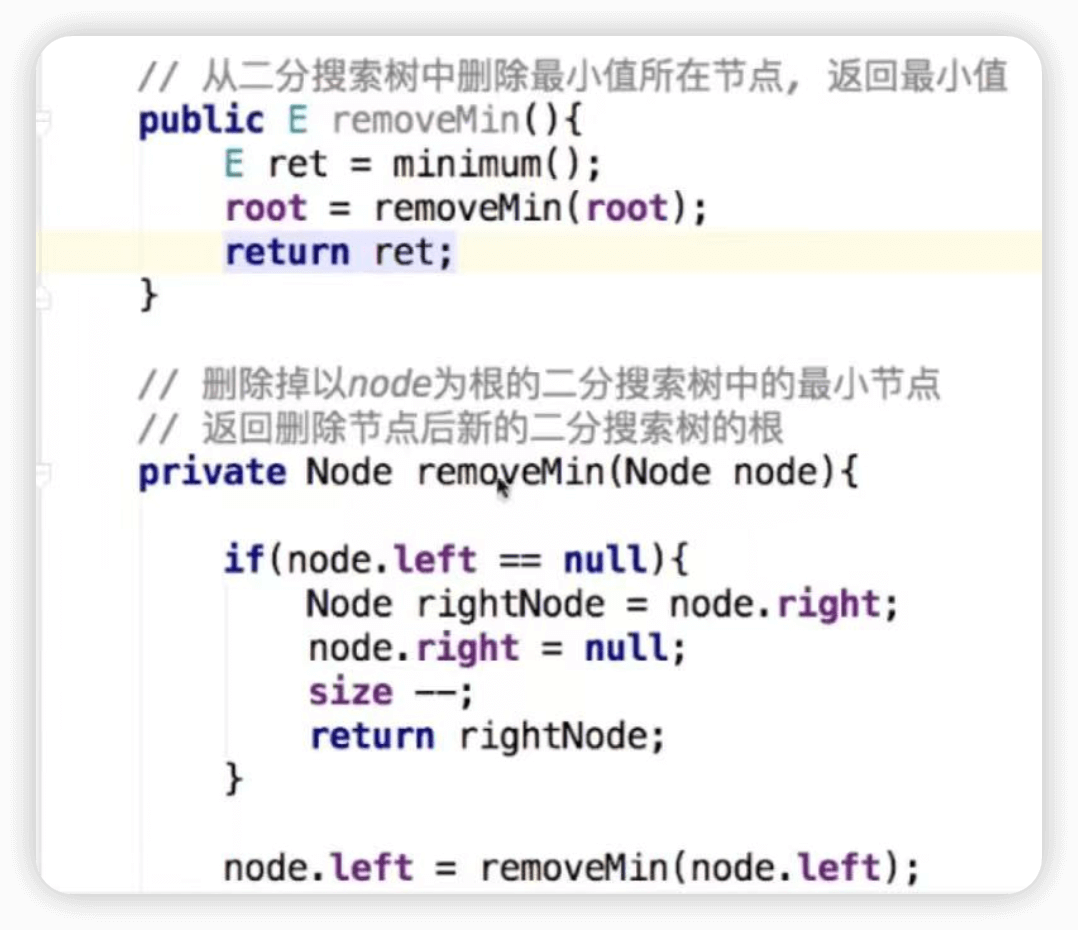 // 从二分搜索树中删除最小值所在节点, 返回最小值
public E removeMin(){
    E ret = minimum();
    root = removeMin(root);
    return ret;
}
// 删除掉以node为根的二分搜索树中的最小节点
// 返回删除节点后新的二分搜索树的根
private Node removeMin(Node node){
    if(node.left == null){
        Node rightNode = node.right;
        node.right = null;
        size --;
        return rightNode;
    }
    node.left = removeMin(node.left);